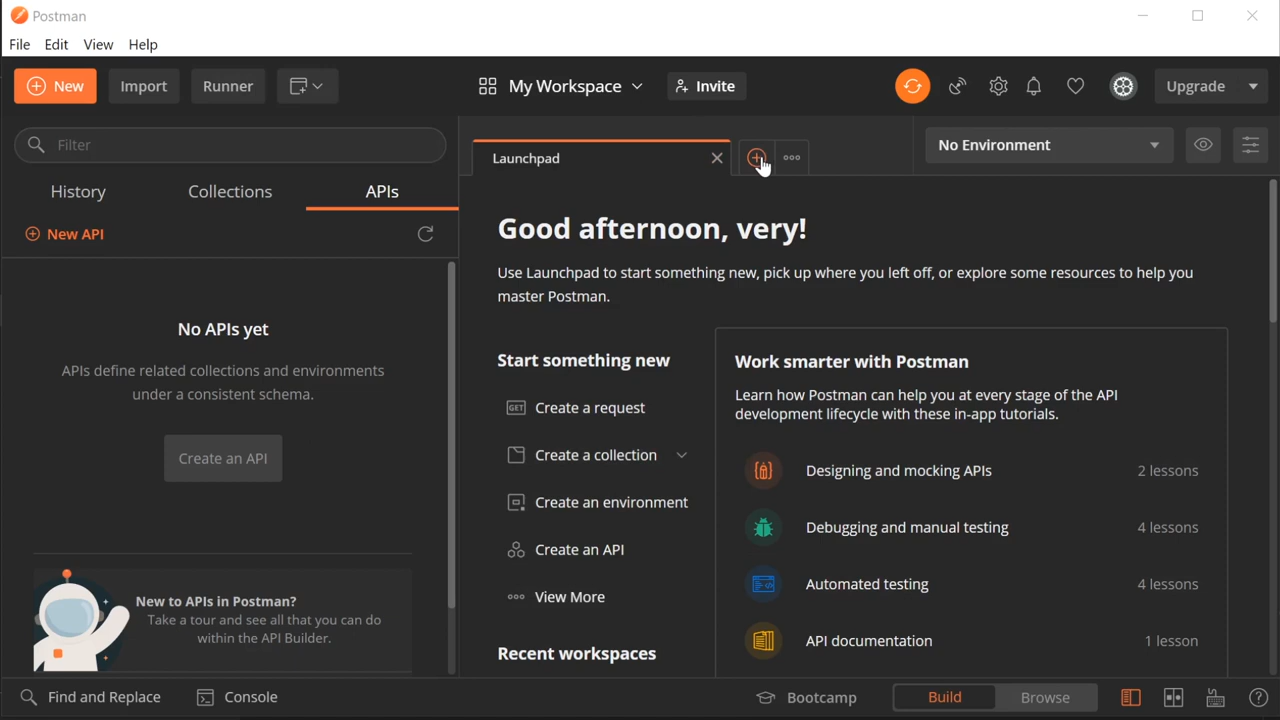 Postman
File Edit View Help
New Import Runner My Workspace Invite Upgrade
Filter
History Collections APIs
New API
No APIs yet
APIs define related collections and environments
under a consistent schema.
Create an API
New to APIs in Postman?
Take a tour and see all that you can do
within the API Builder.
Launchpad
No Environment
Good afternoon, very!
Use Launchpad to start something new, pick up where you left off, or explore some resources to help you
master Postman.
Start something new
GET Create a request
Create a collection
Create an environment
Create an API
View More
Recent workspaces
Work smarter with Postman
Learn how Postman can help you at every stage of the API
development lifecycle with these in-app tutorials.
Designing and mocking APIs 2 lessons
Debugging and manual testing 4 lessons
Automated testing 4 lessons
API documentation 1 lesson
Find and Replace Console Bootcamp Build Browse